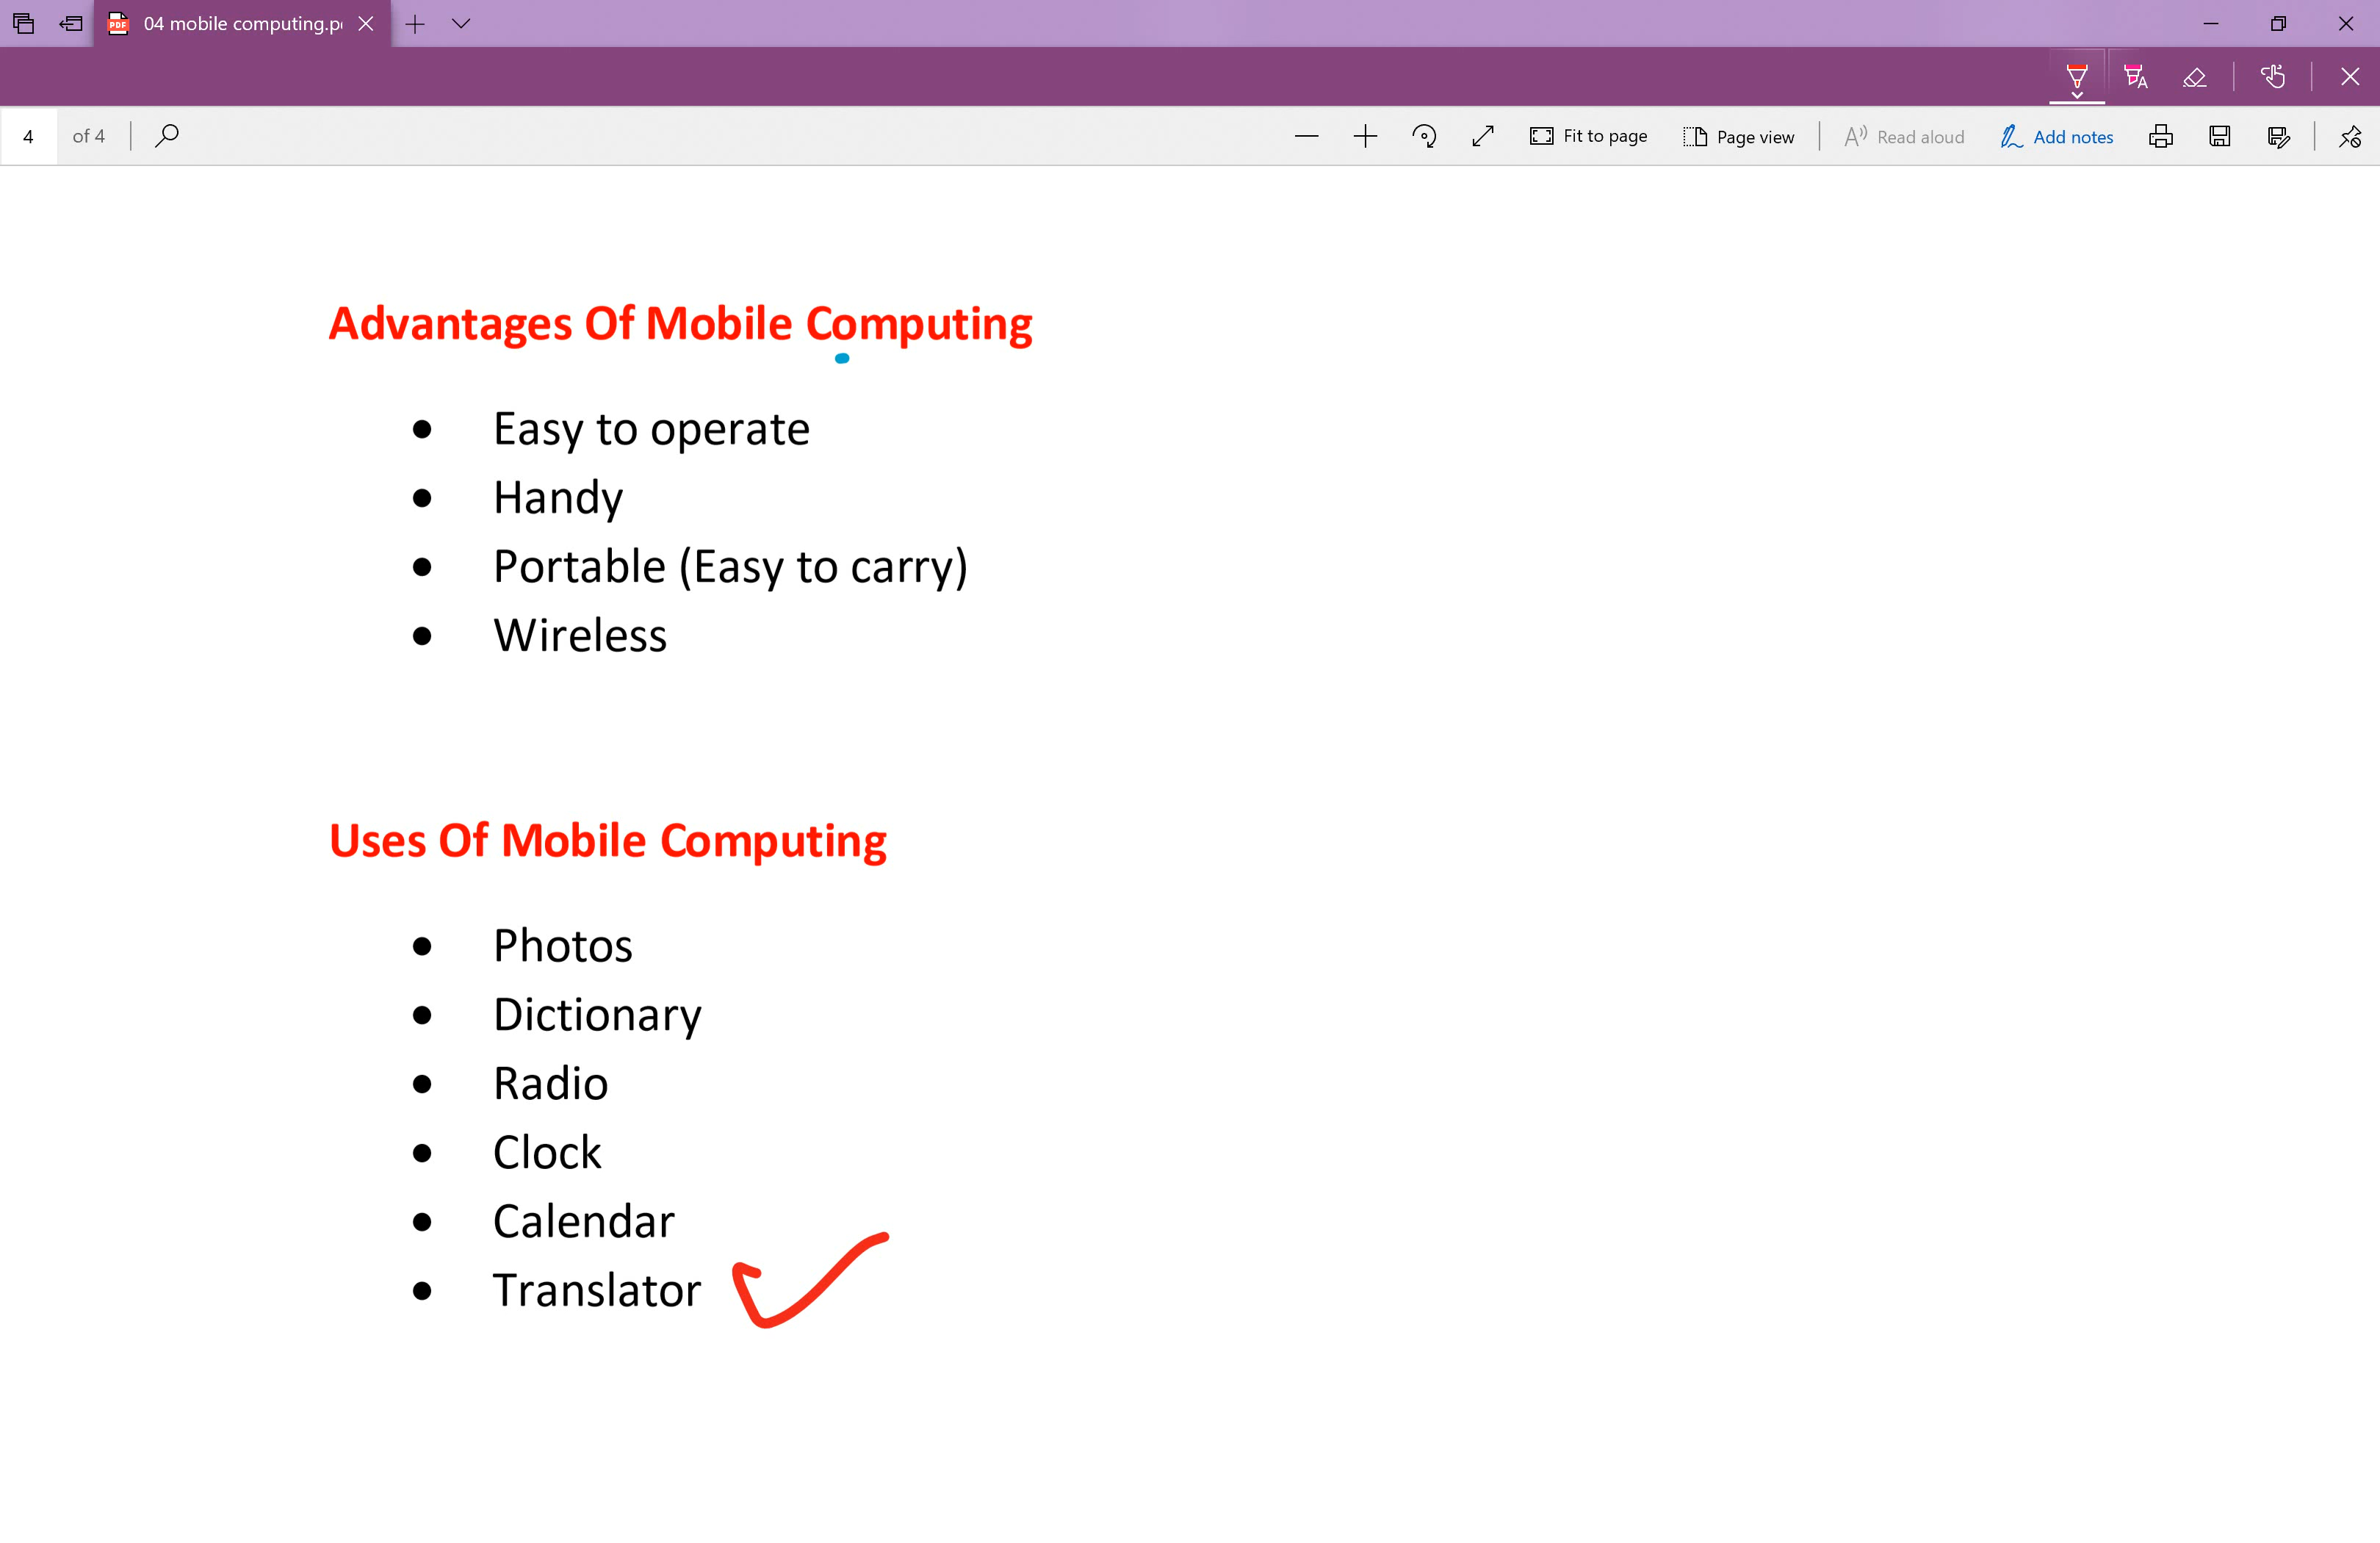 04 mobile computing.p
4 of 4 Fit to page Page view Read aloud Add notes
Advantages Of Mobile Computing
Easy to operate
Handy
Portable (Easy to carry)
Wireless
Uses Of Mobile Computing
Photos
Dictionary
Radio
Clock
Calendar
Translator